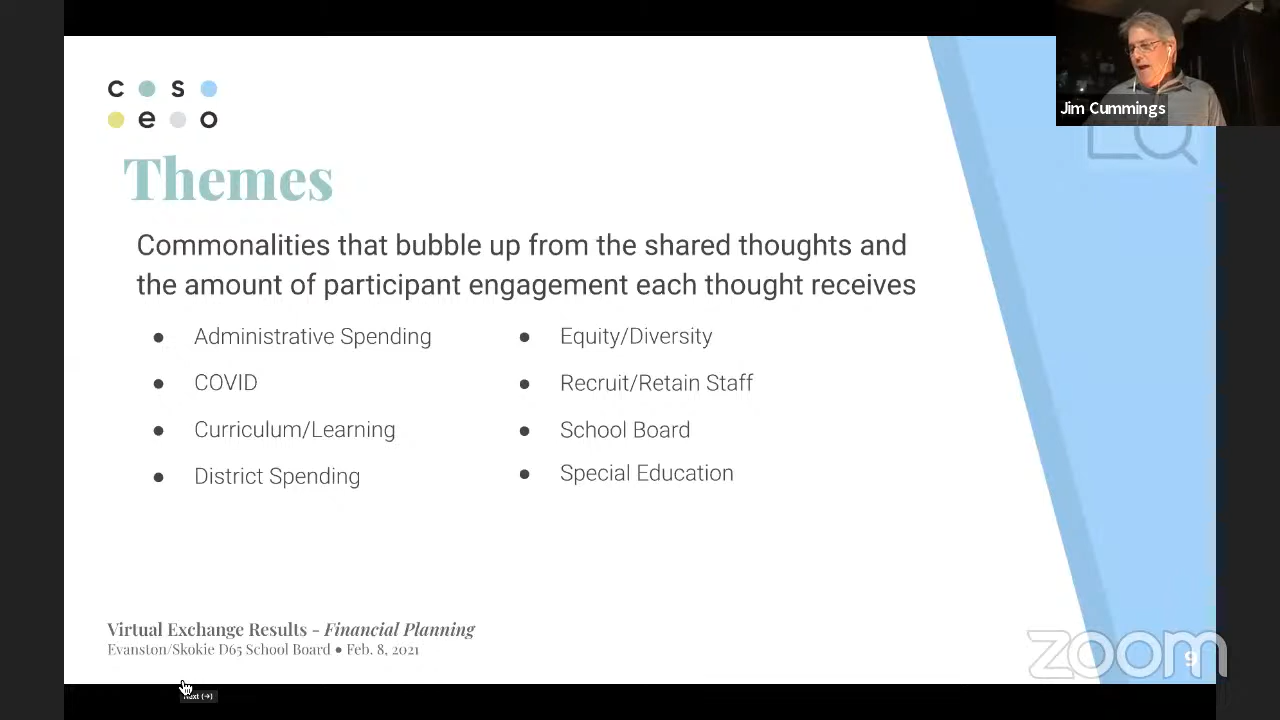 c s
e o
Jim Cummings
Themes
Commonalities that bubble up from the shared thoughts and
the amount of participant engagement each thought receives
● Administrative Spending
● COVID
● Curriculum/Learning
● District Spending
● Equity/Diversity
● Recruit/Retain Staff
● School Board
● Special Education
Virtual Exchange Results - Financial Planning
Evanston/Skokie D65 School Board ● Feb. 8, 2021
zoom
9
Next (→)